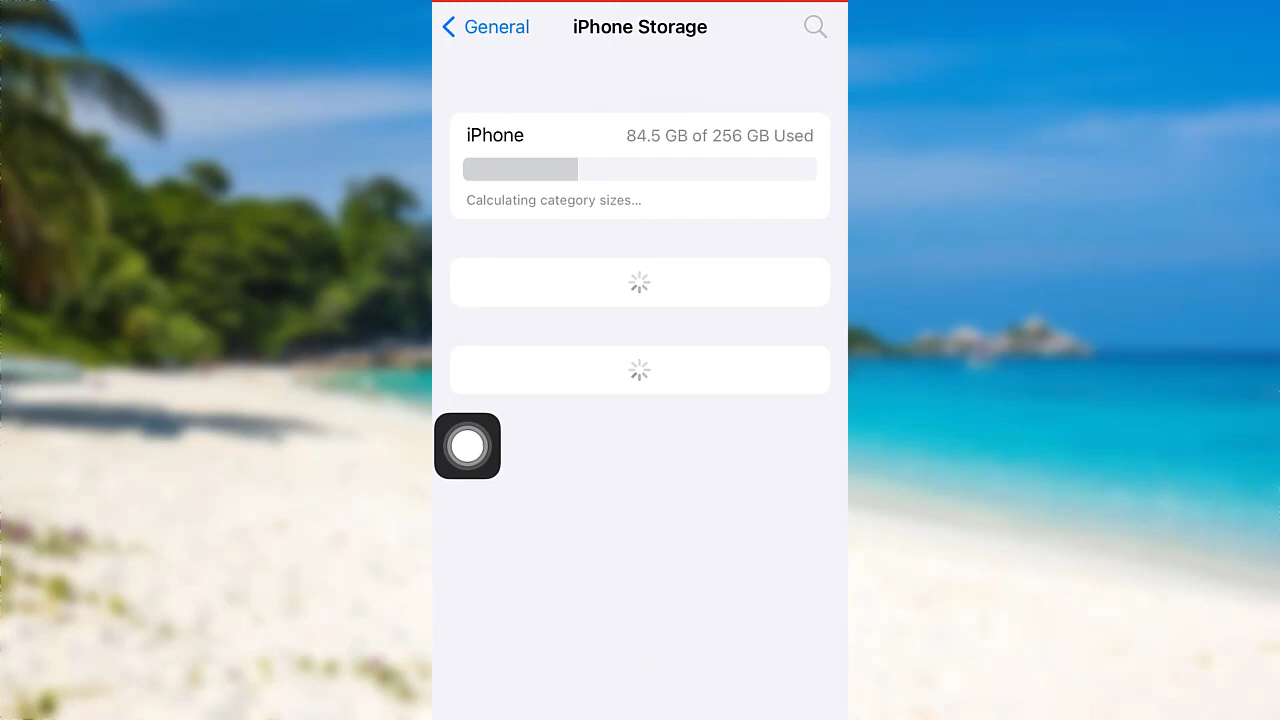 General
iPhone Storage
iPhone
84.5 GB of 256 GB Used
Calculating category sizes...